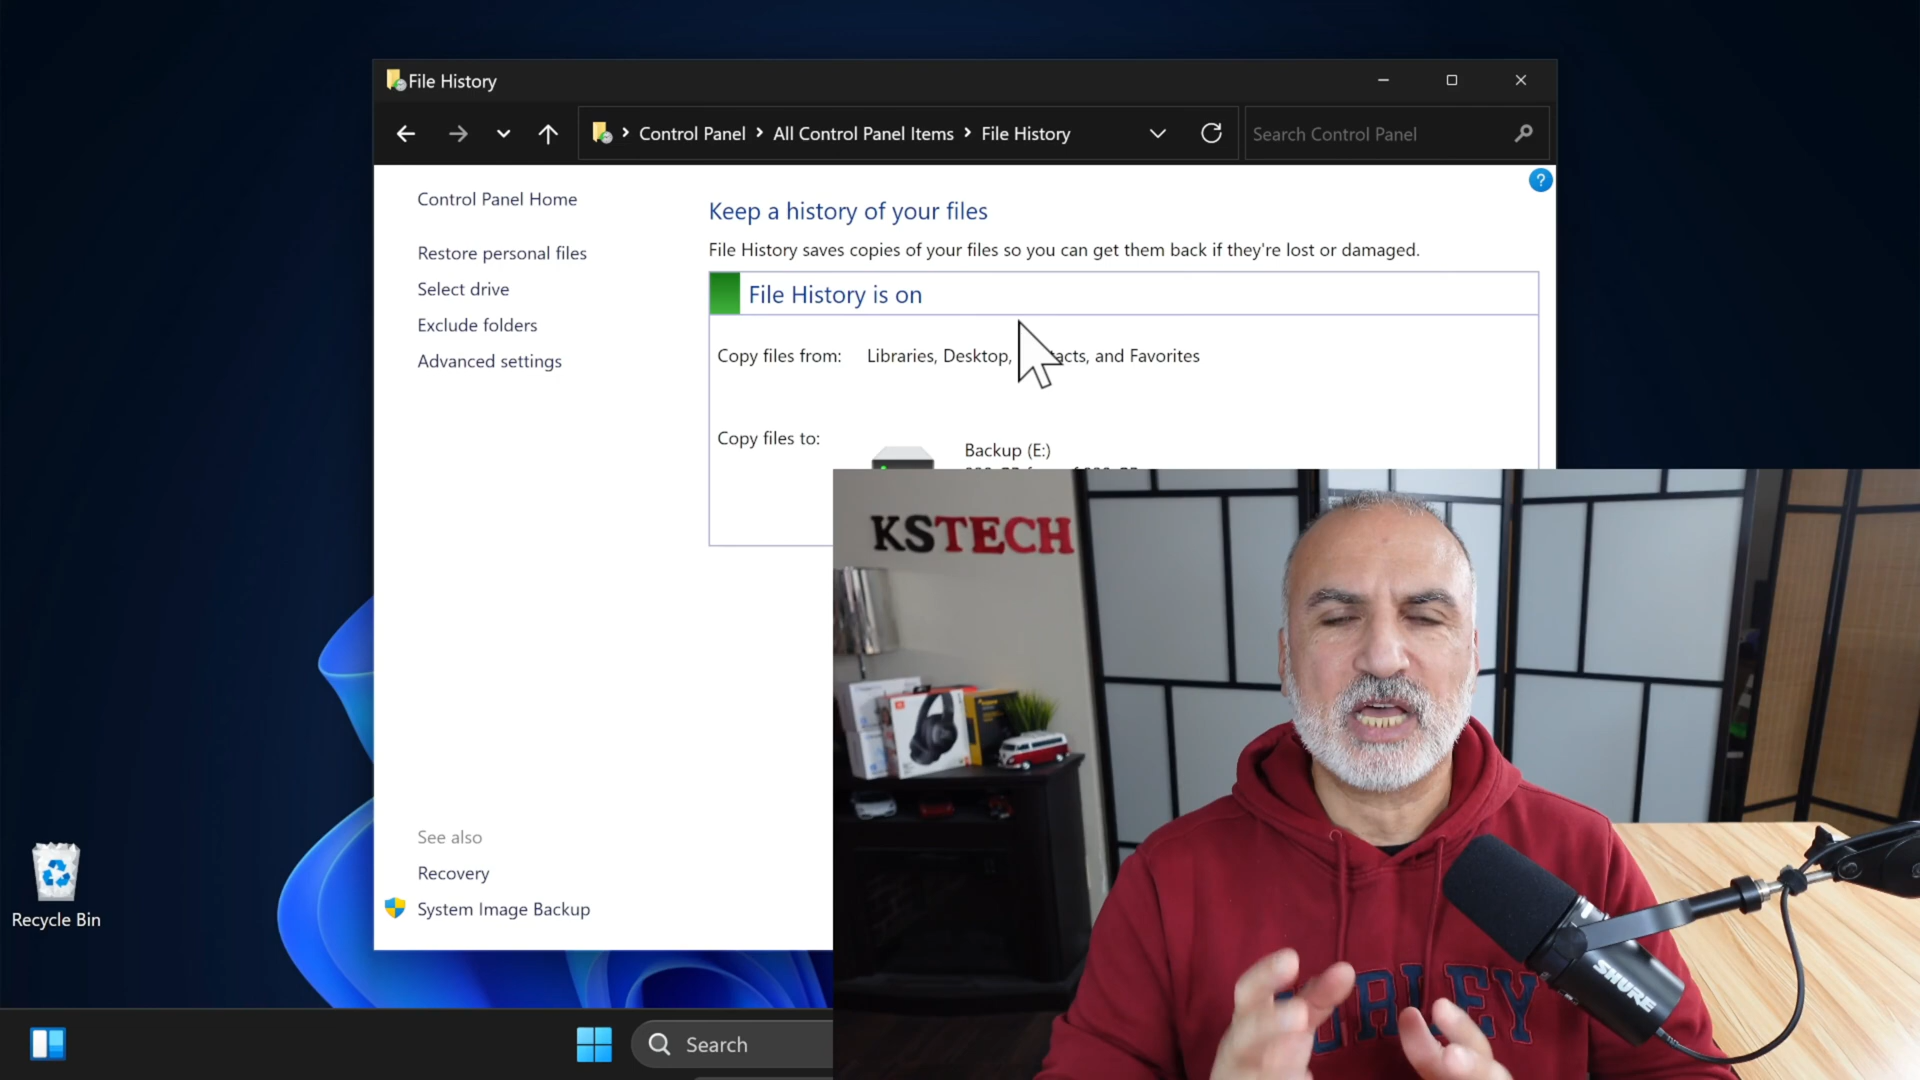 File History
Control Panel > All Control Panel Items > File History
Search Control Panel
?
Control Panel Home
Restore personal files
Select drive
Exclude folders
Advanced settings
Keep a history of your files
File History saves copies of your files so you can get them back if they're lost or damaged.
File History is on
Copy files from: Libraries, Desktop, acts, and Favorites
Copy files to:
Backup (E:)
See also
Recovery
System Image Backup
Recycle Bin
Search
KSTECH
JBL
SHURE